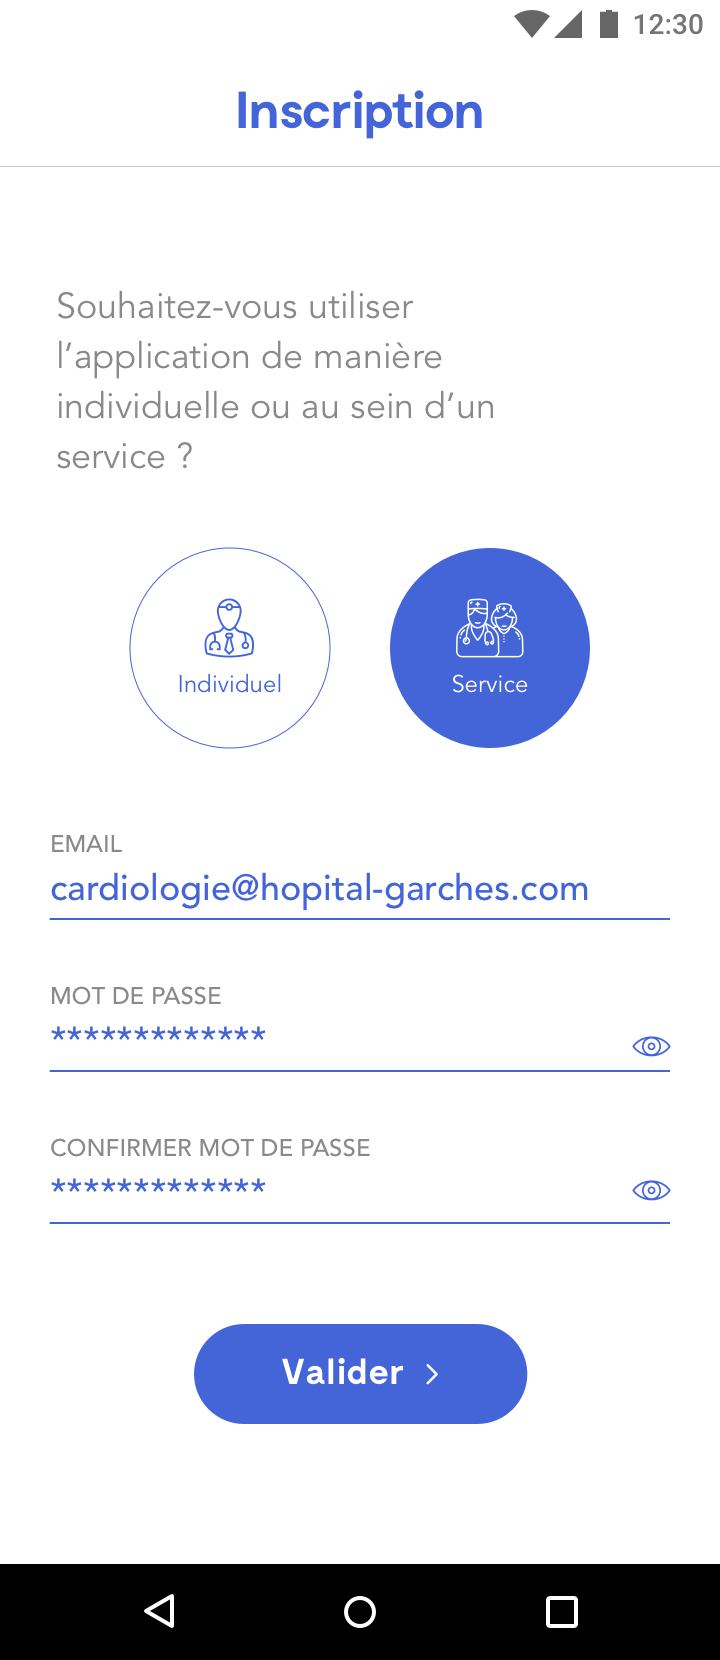 12:30
Inscription
Souhaitez-vous utiliser
l’application de manière
individuelle ou au sein d’un
service ?
Individuel
Service
EMAIL
cardiologie@hopital-garches.com
MOT DE PASSE
*************
CONFIRMER MOT DE PASSE
*************
Valider